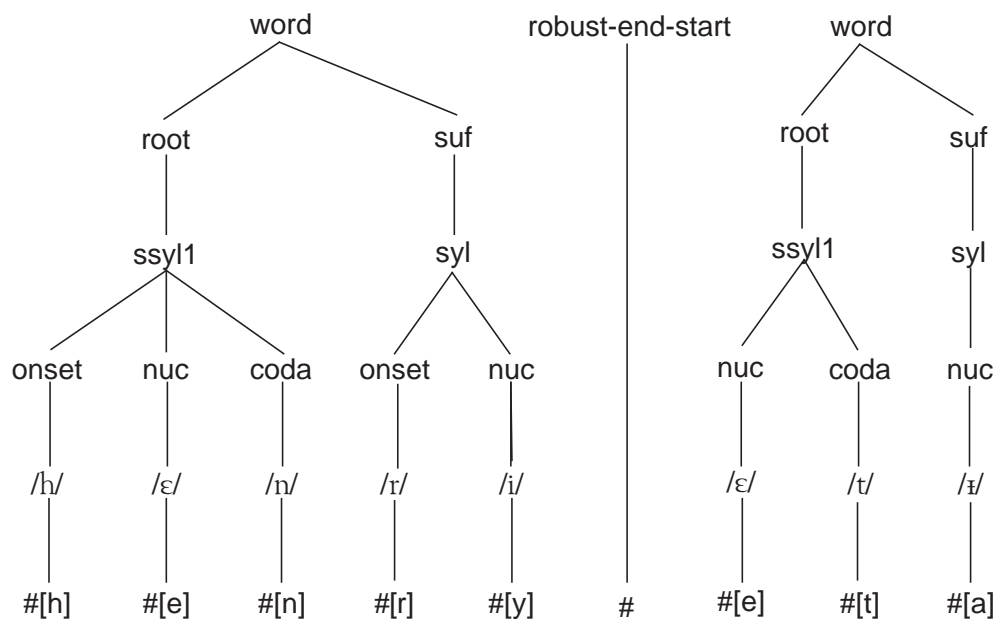 word robust-end-start word
root suf root suf
ssyl1 syl ssyl1 syl
onset nuc coda onset nuc nuc coda nuc
/h/ /ɛ/ /n/ /r/ /i/ /ɛ/ /t/ /ᵻ/
#[h] #[e] #[n] #[r] #[y] # #[e] #[t] #[a]